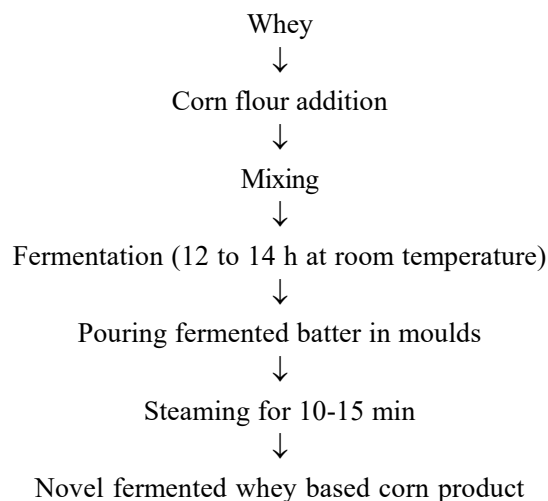 Whey
↓
Corn flour addition
↓
Mixing
↓
Fermentation (12 to 14 h at room temperature)
↓
Pouring fermented batter in moulds
↓
Steaming for 10-15 min
↓
Novel fermented whey based corn product